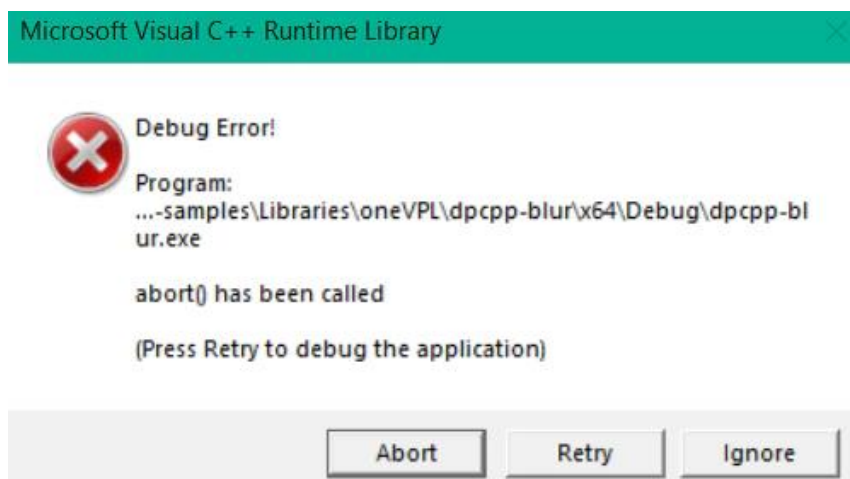 Microsoft Visual C++ Runtime Library
Debug Error!
Program:
...-samples\Libraries\oneVPL\dpcpp-blur\x64\Debug\dpcpp-bl
ur.exe
abort() has been called
(Press Retry to debug the application)
Abort Retry Ignore